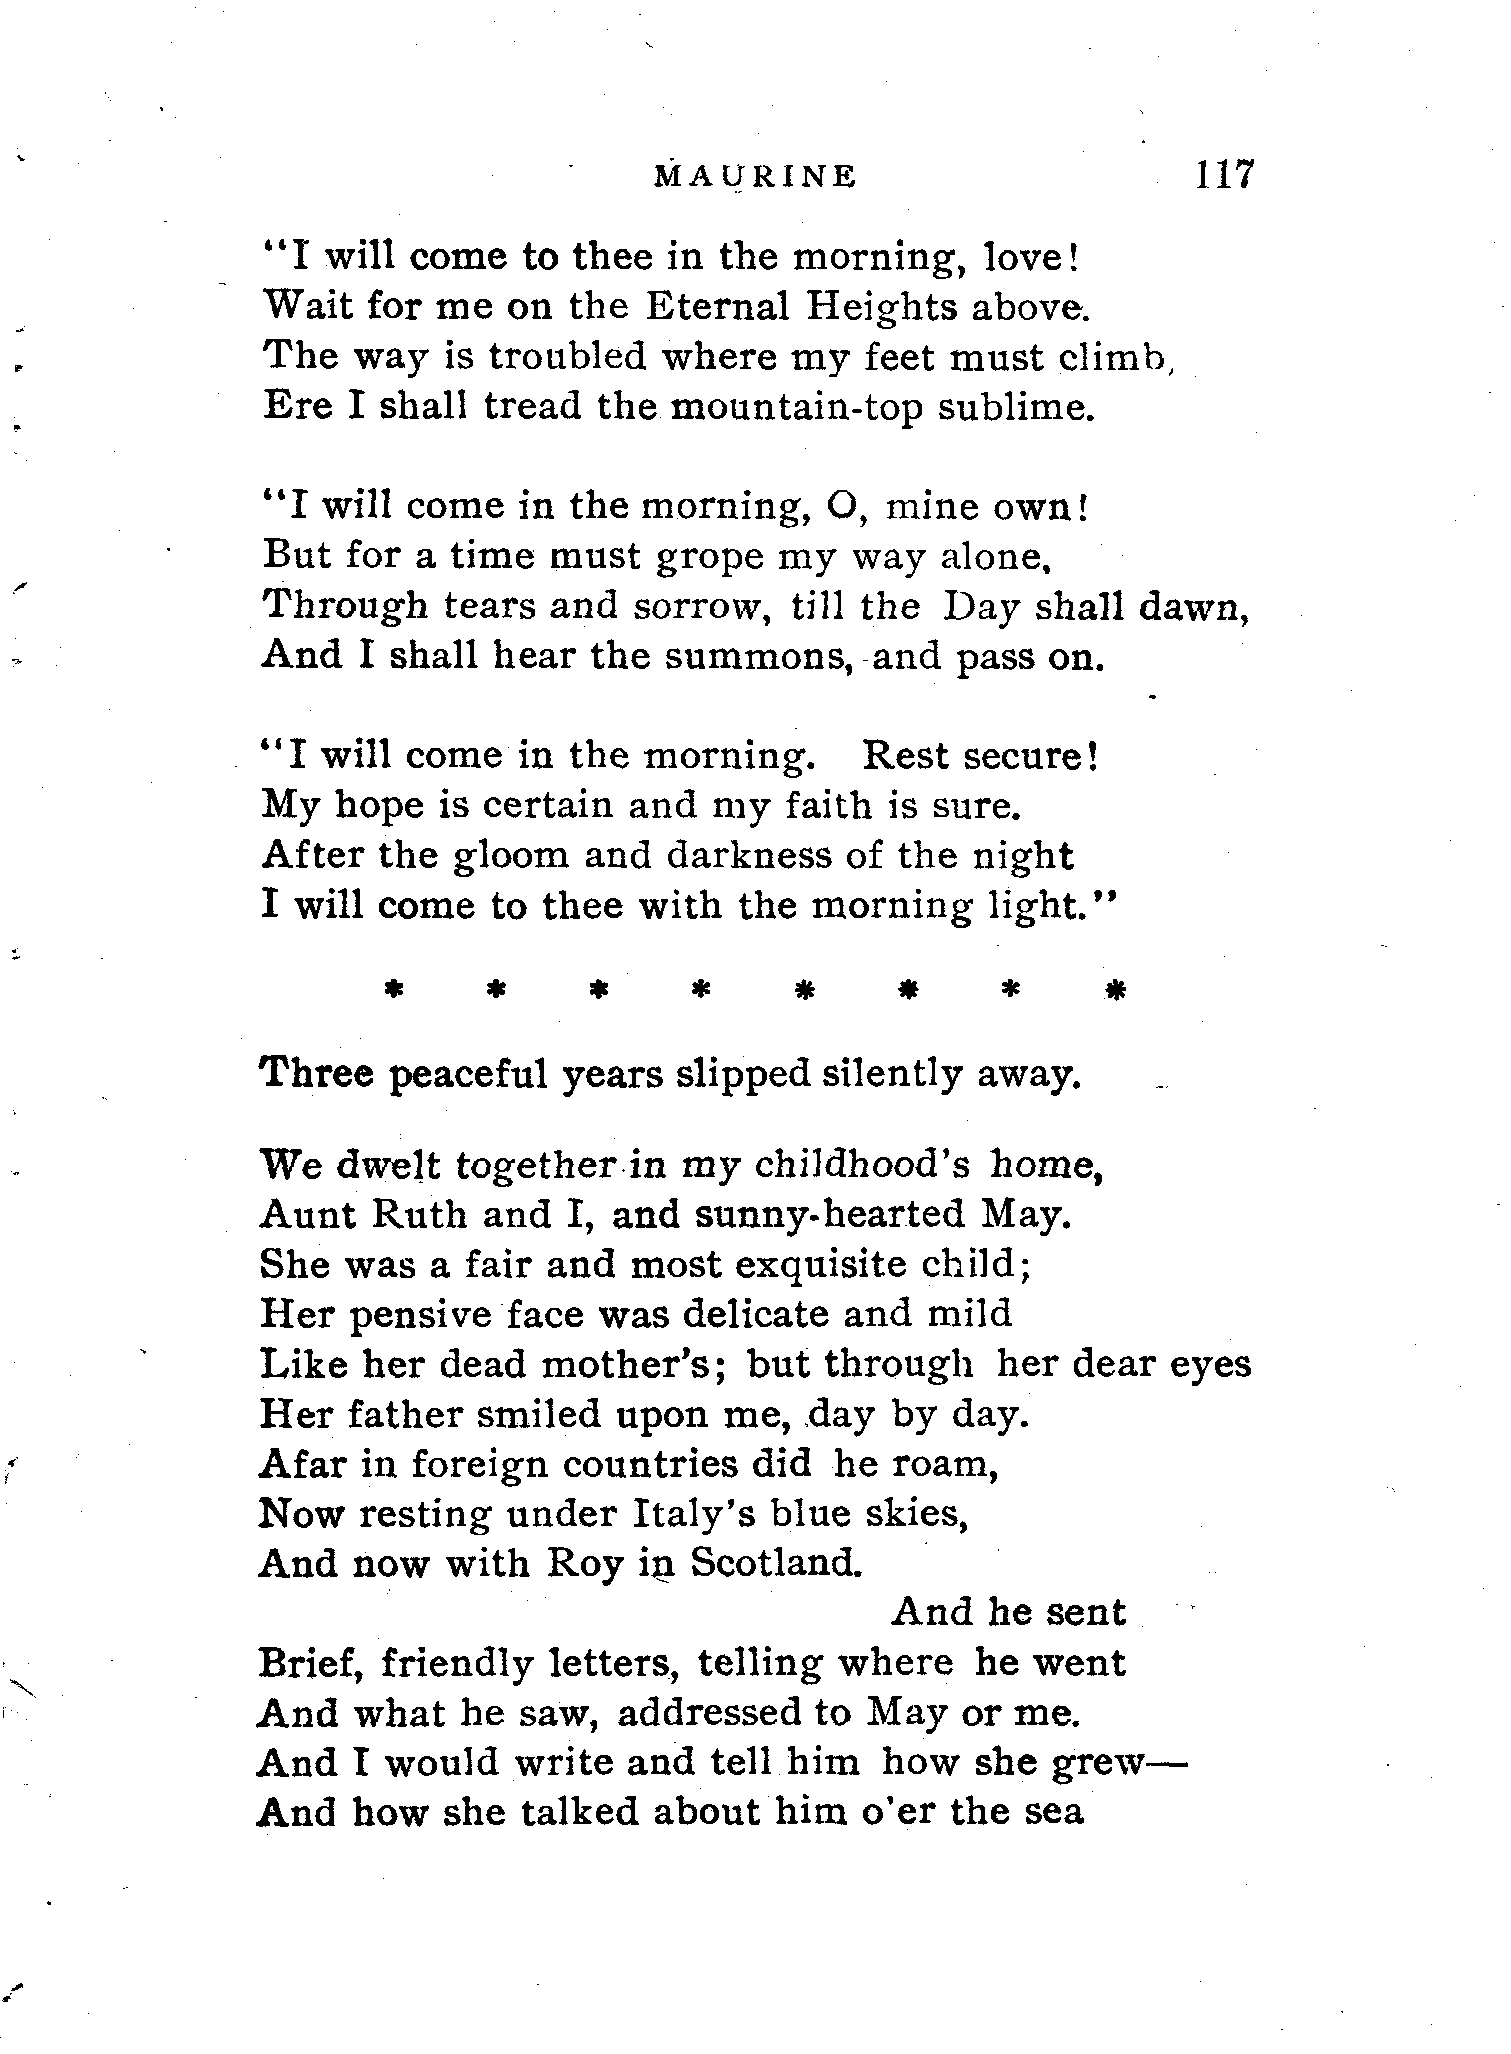 MAURINE 117
"I will come to thee in the morning, love!
Wait for me on the Eternal Heights above.
The way is troubled where my feet must climb,
Ere I shall tread the mountain-top sublime.
"I will come in the morning, O, mine own!
But for a time must grope my way alone,
Through tears and sorrow, till the Day shall dawn,
And I shall hear the summons, and pass on.
"I will come in the morning. Rest secure!
My hope is certain and my faith is sure.
After the gloom and darkness of the night
I will come to thee with the morning light."
* * * * * * * *
Three peaceful years slipped silently away.
We dwelt together in my childhood's home,
Aunt Ruth and I, and sunny-hearted May.
She was a fair and most exquisite child;
Her pensive face was delicate and mild
Like her dead mother's; but through her dear eyes
Her father smiled upon me, day by day.
Afar in foreign countries did he roam,
Now resting under Italy's blue skies,
And now with Roy in Scotland.
And he sent
Brief, friendly letters, telling where he went
And what he saw, addressed to May or me.
And I would write and tell him how she grew—
And how she talked about him o'er the sea